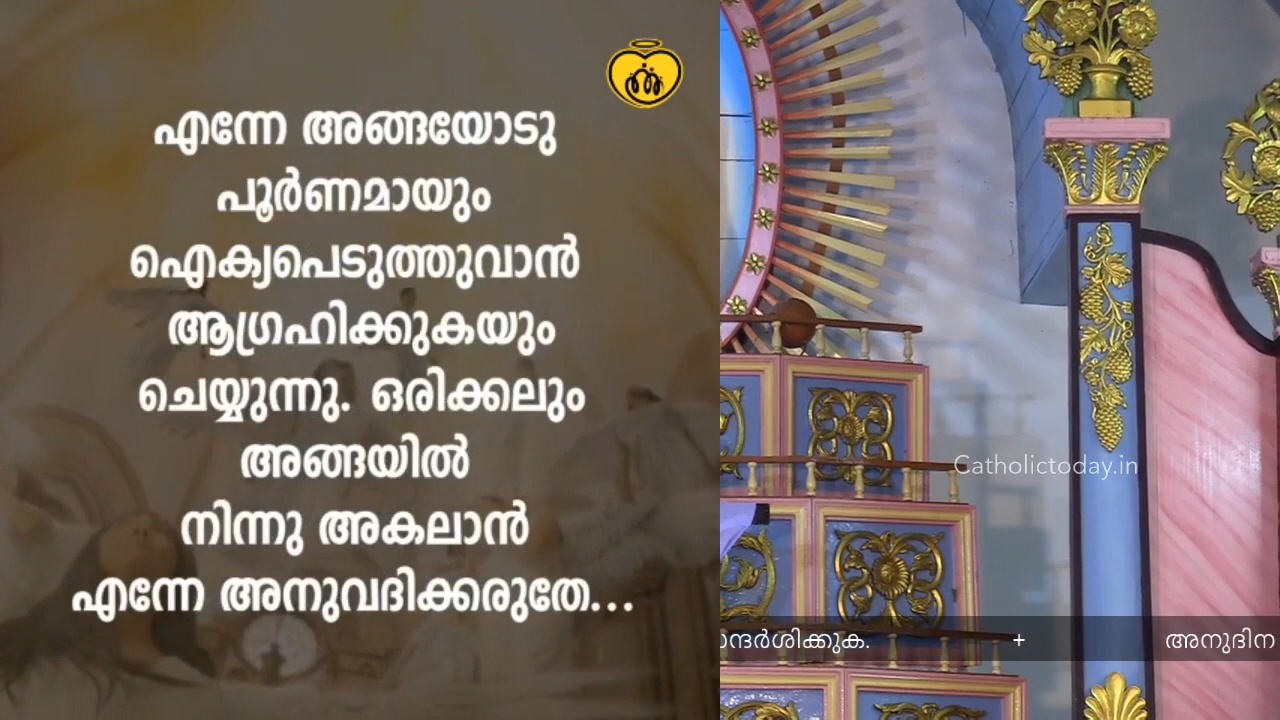 എന്നേ അങ്ങയോടു
പൂർണമായും
ഐക്യപെടുത്തുവാൻ
ആഗ്രഹിക്കുകയും
ചെയ്യുന്നു. ഒരിക്കലും
അങ്ങയിൽ
നിന്നു അകലാൻ
എന്നേ അനുവദിക്കരുതേ...
Catholictoday.in
ന്ദർശിക്കുക. + അനുദിന